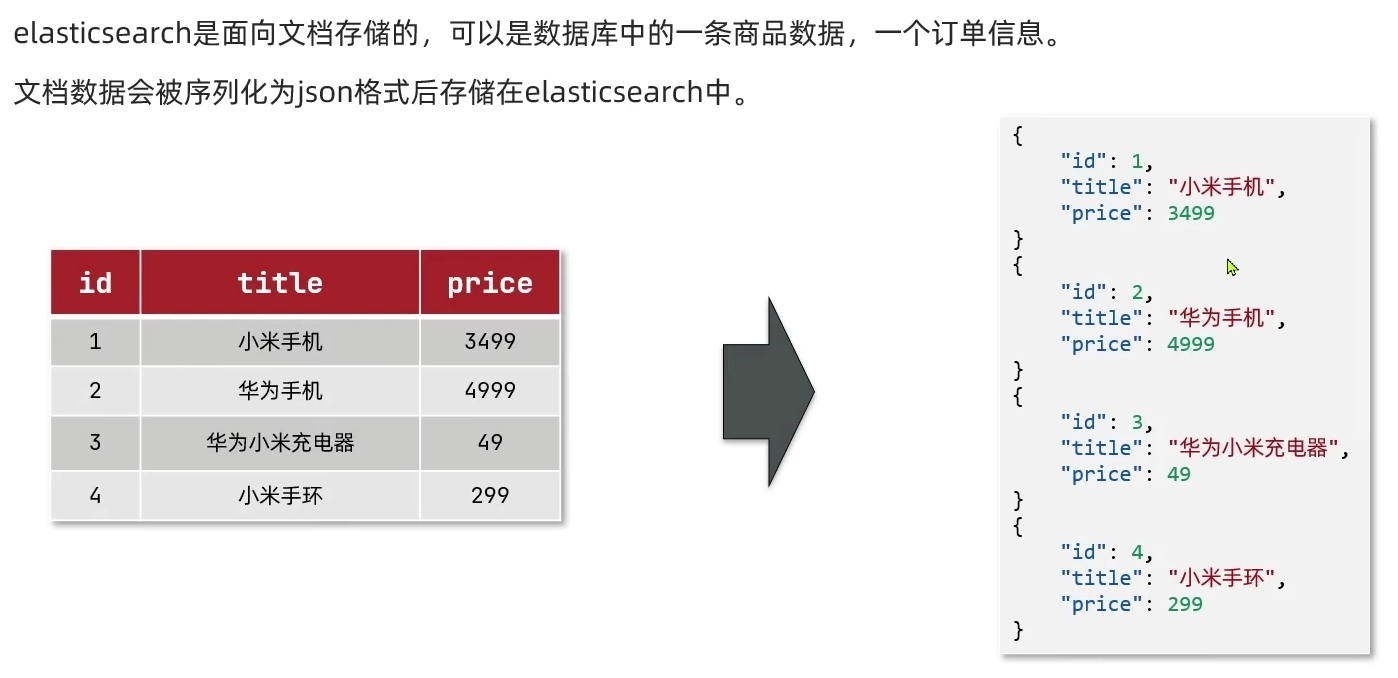 elasticsearch是面向文档存储的，可以是数据库中的一条商品数据，一个订单信息。
文档数据会被序列化为json格式后存储在elasticsearch中。
id title price
1 小米手机 3499
2 华为手机 4999
3 华为小米充电器 49
4 小米手环 299
{
"id": 1,
"title": "小米手机",
"price": 3499
}
{
"id": 2,
"title": "华为手机",
"price": 4999
}
{
"id": 3,
"title": "华为小米充电器",
"price": 49
}
{
"id": 4,
"title": "小米手环",
"price": 299
}